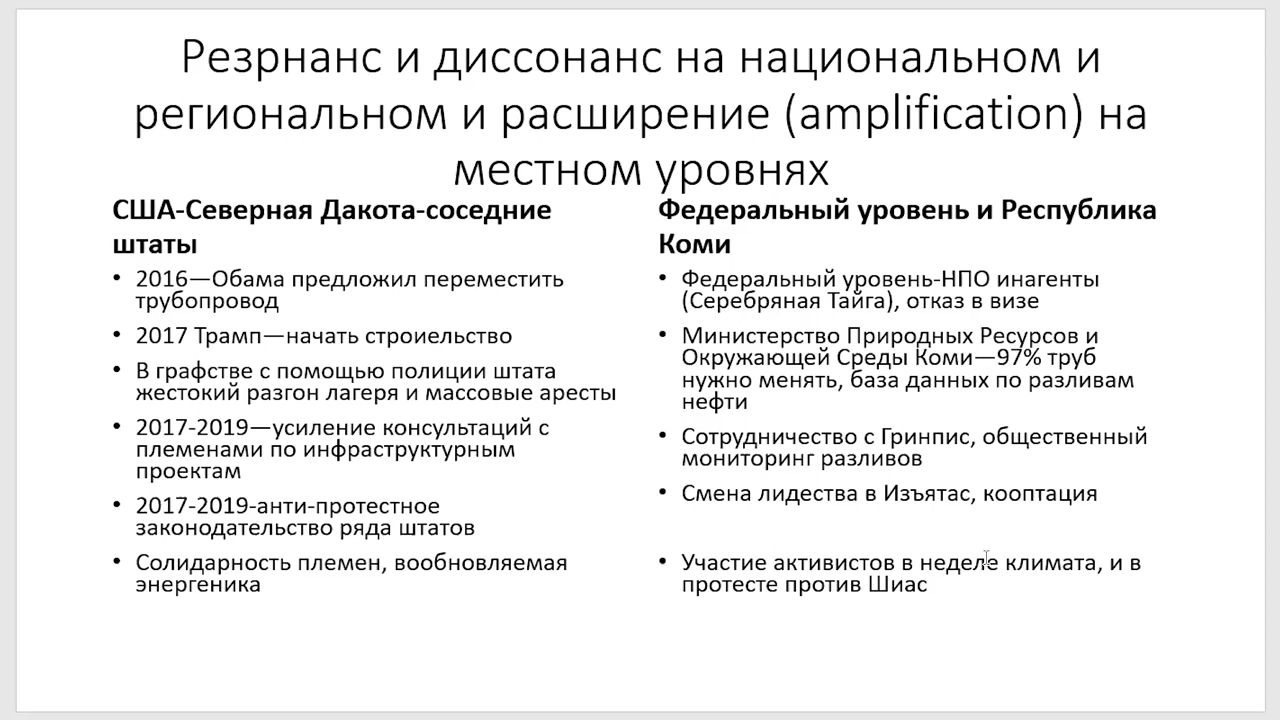 Резрнанс и диссонанс на национальном и
региональном и расширение (amplification) на
местном уровнях
США-Северная Дакота-соседние
штаты
• 2016—Обама предложил переместить
трубопровод
• 2017 Трамп—начать строиельство
• В графстве с помощью полиции штата
жестокий разгон лагеря и массовые аресты
• 2017-2019—усиление консультаций с
племенами по инфраструктурным
проектам
• 2017-2019-анти-протестное
законодательство ряда штатов
• Солидарность племен, вообновляемая
энергеника
Федеральный уровень и Республика
Коми
• Федеральный уровень-НПО инагенты
(Серебряная Тайга), отказ в визе
• Министерство Природных Ресурсов и
Окружающей Среды Коми—97% труб
нужно менять, база данных по разливам
нефти
• Сотрудничество с Гринпис, общественный
мониторинг разливов
• Смена лидества в Изъятас, кооптация
• Участие активистов в неделе климата, и в
протесте против Шиас